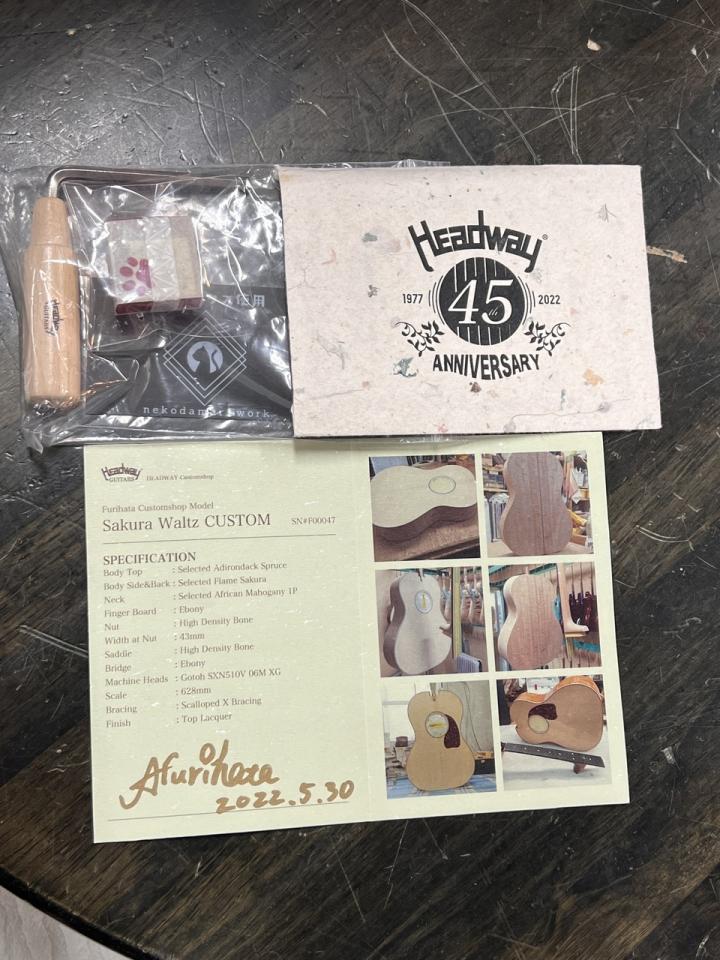 Headway
1977 45th 2022
ANNIVERSARY
Headway
GUITARS
nekodamartwork
Headway
GUITARS
HEADWAY Customshop
Furihata Customshop Model
Sakura Waltz CUSTOM SN#F00047
SPECIFICATION
Body Top : Selected Adirondack Spruce
Body Side&Back : Selected Flame Sakura
Neck : Selected African Mahogany 1P
Finger Board : Ebony
Nut : High Density Bone
Width at Nut : 43mm
Saddle : High Density Bone
Bridge : Ebony
Machine Heads : Gotoh SXN510V 06M XG
Scale : 628mm
Bracing : Scalloped X Bracing
Finish : Top Lacquer
Afurihata
2022.5.30